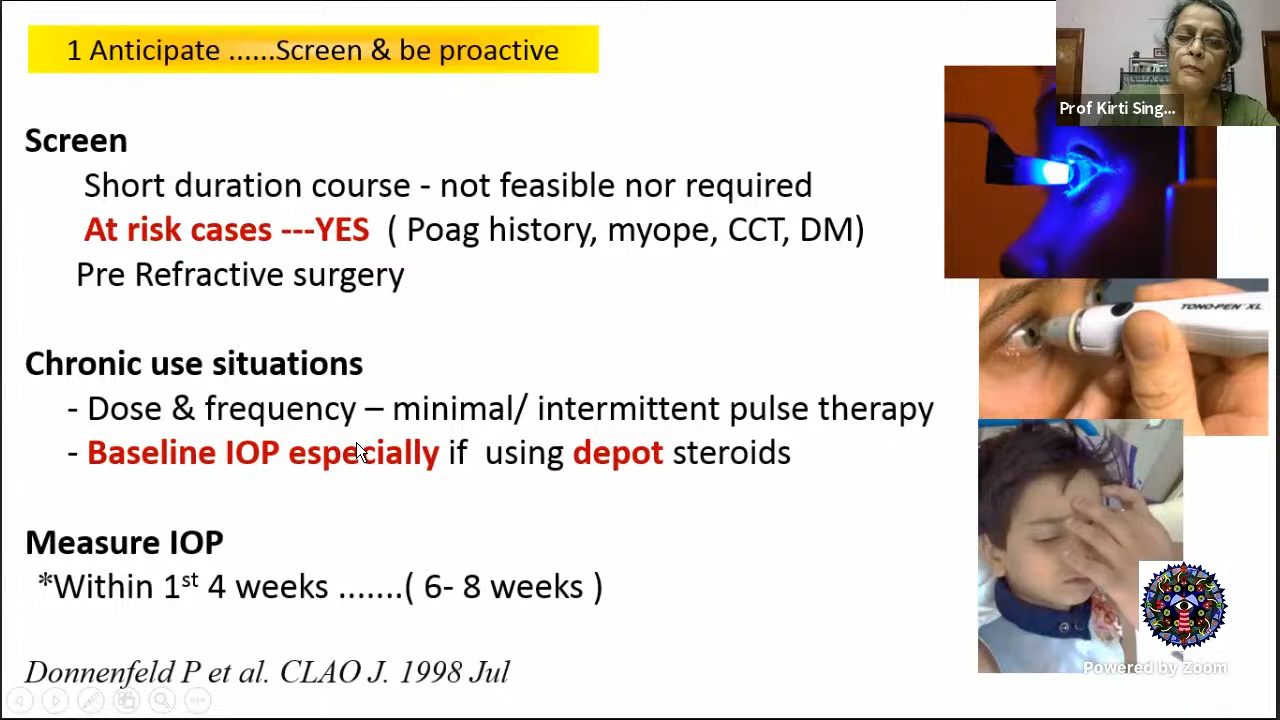 1 Anticipate ......Screen & be proactive
Prof Kirti Sing...
Screen
Short duration course - not feasible nor required
At risk cases ---YES ( Poag history, myope, CCT, DM)
Pre Refractive surgery
TONO-PEN XL
Chronic use situations
- Dose & frequency – minimal/ intermittent pulse therapy
- Baseline IOP especially if using depot steroids
Measure IOP
*Within 1st 4 weeks .......( 6- 8 weeks )
Donnenfeld P et al. CLAO J. 1998 Jul
Powered by Zoom